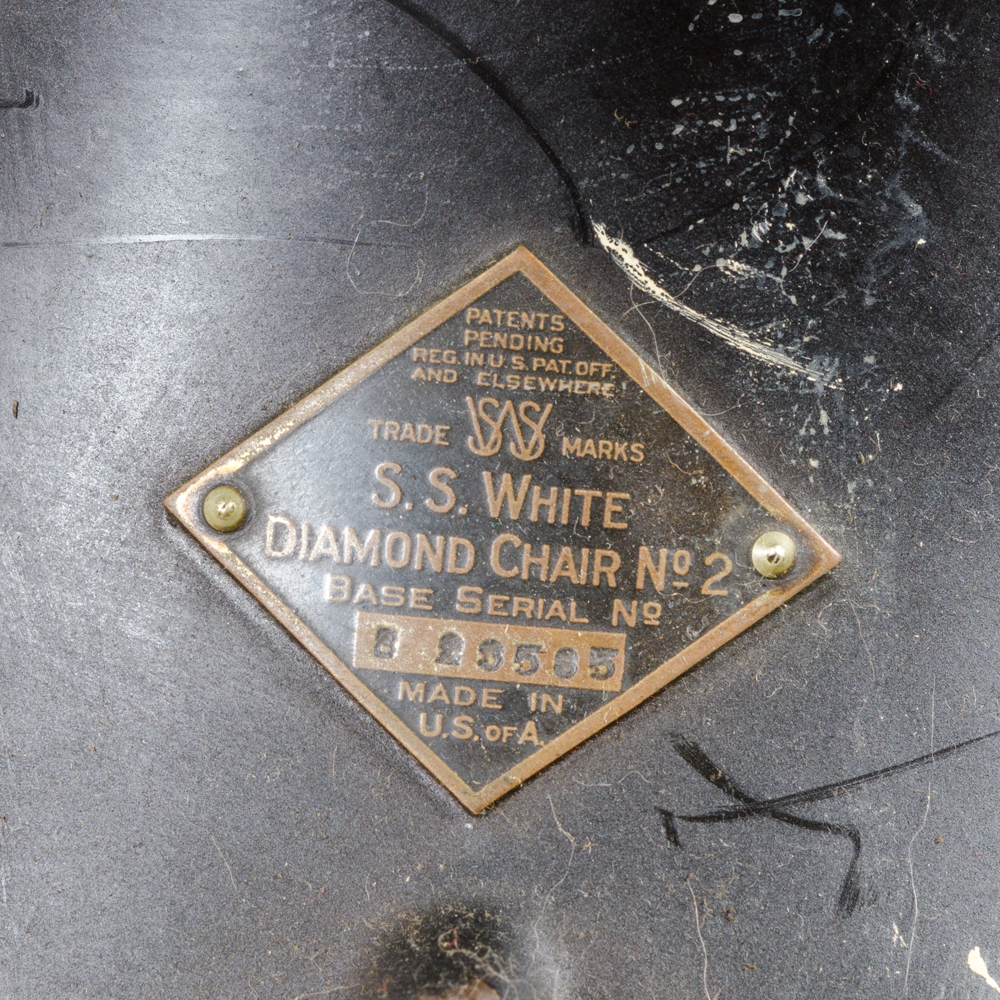 PATENTS
PENDING
REG. IN U.S. PAT. OFF.
AND ELSEWHERE
TRADE SSW MARKS
S. S. WHITE
DIAMOND CHAIR Nº 2
BASE SERIAL Nº
MADE IN
U.S. OF A.